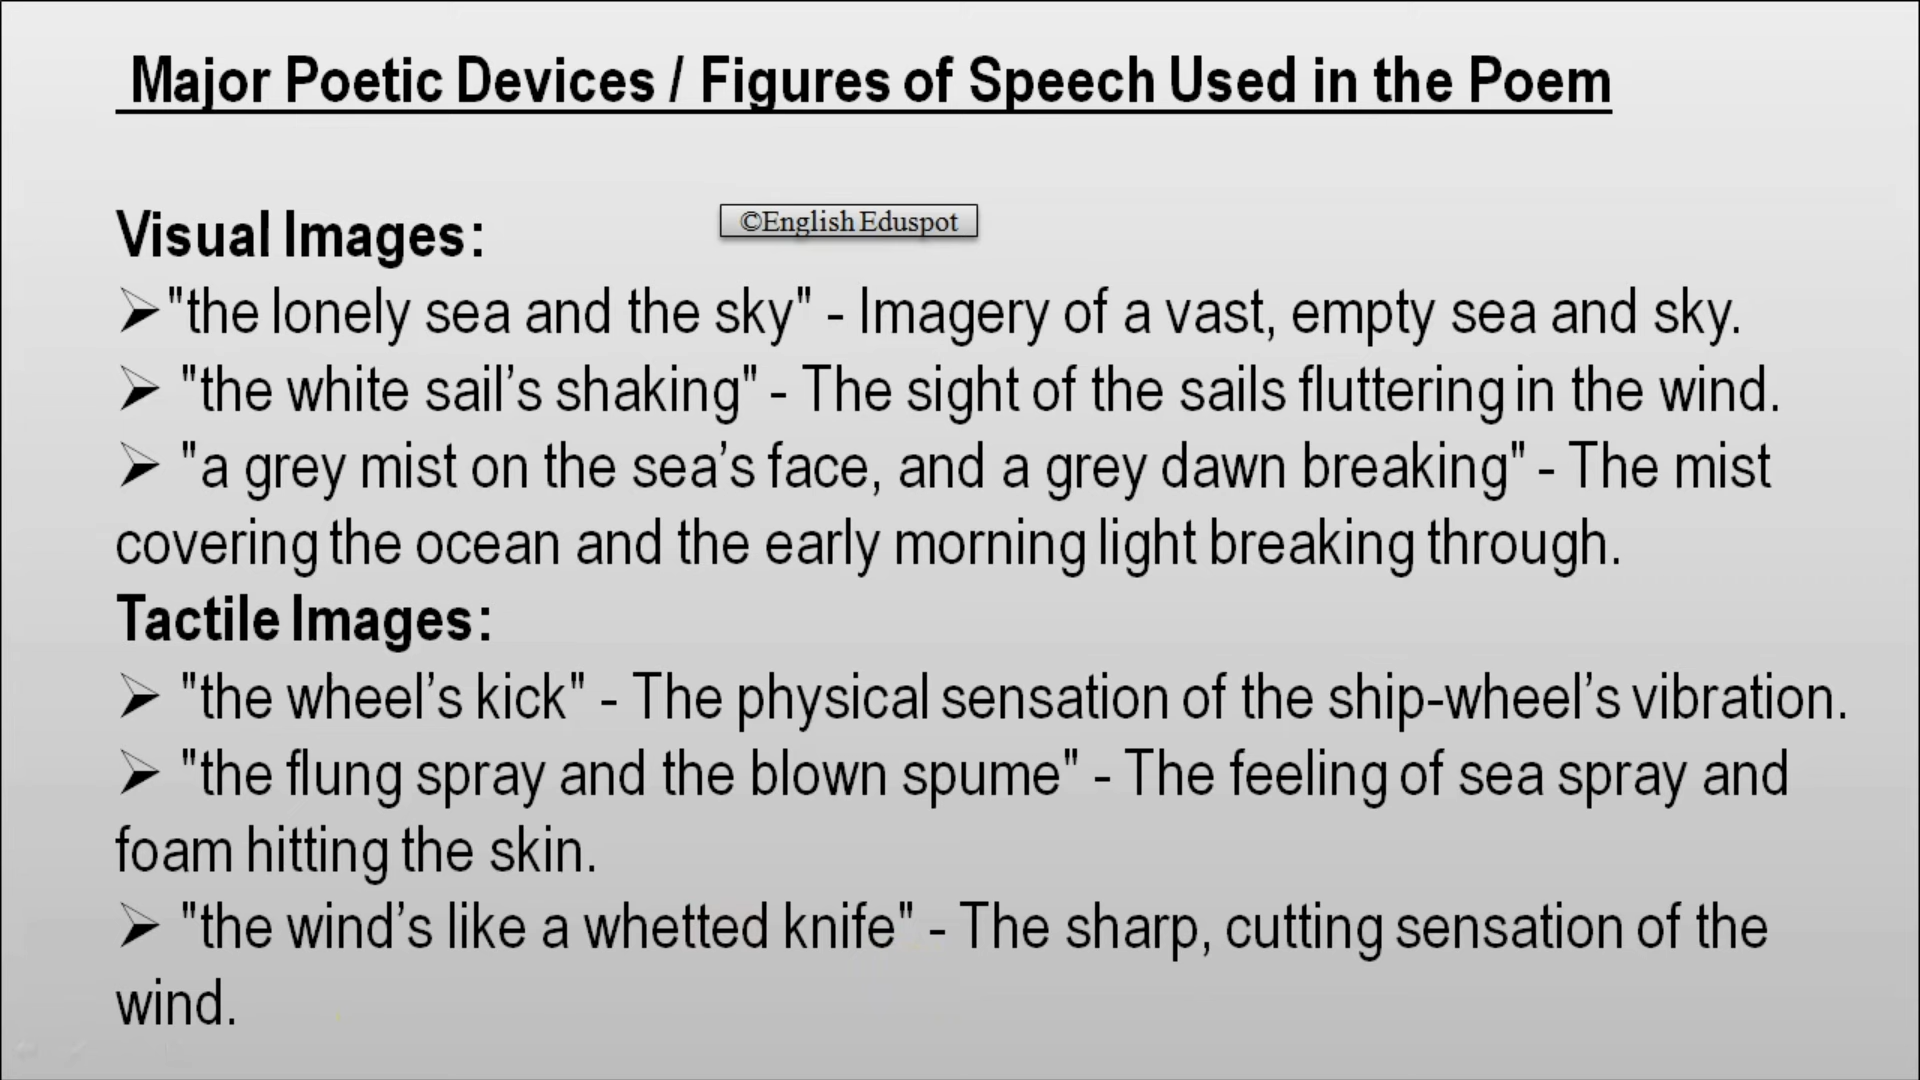 Major Poetic Devices / Figures of Speech Used in the Poem
©English Eduspot
Visual Images:
➢"the lonely sea and the sky" - Imagery of a vast, empty sea and sky.
➢ "the white sail’s shaking" - The sight of the sails fluttering in the wind.
➢ "a grey mist on the sea’s face, and a grey dawn breaking" - The mist
covering the ocean and the early morning light breaking through.
Tactile Images:
➢ "the wheel’s kick" - The physical sensation of the ship-wheel’s vibration.
➢ "the flung spray and the blown spume" - The feeling of sea spray and
foam hitting the skin.
➢ "the wind’s like a whetted knife" - The sharp, cutting sensation of the
wind.